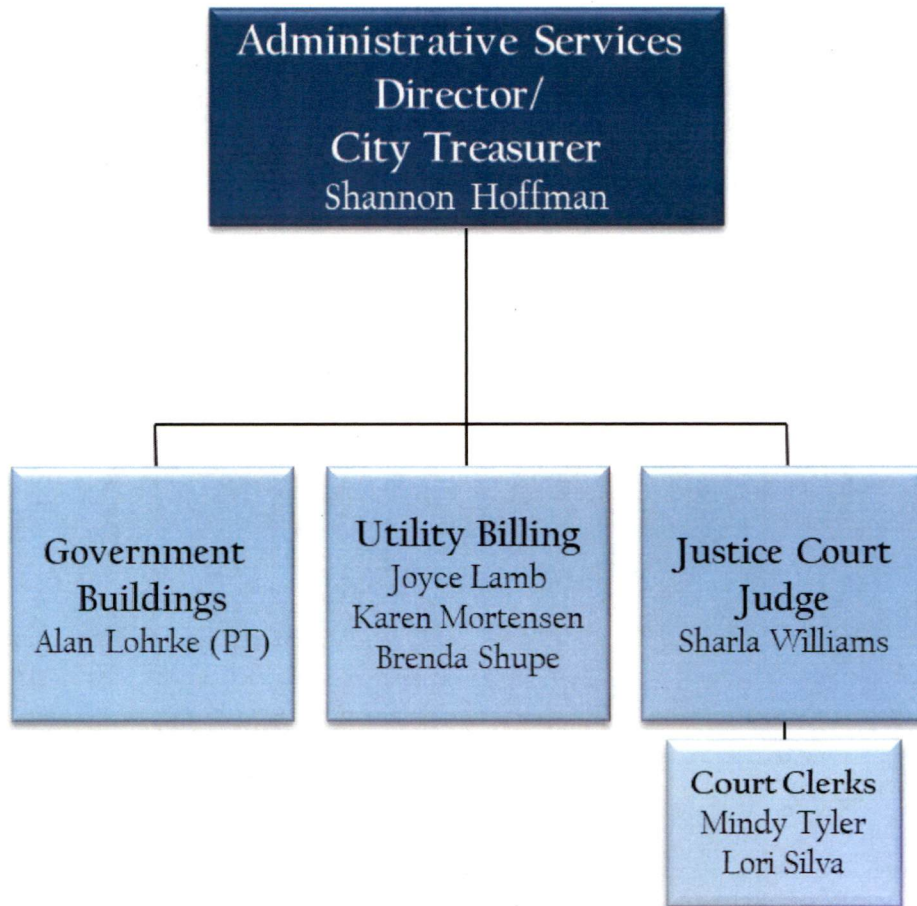 Administrative Services
Director/
City Treasurer
Shannon Hoffman
Government
Buildings
Alan Lohrke (PT)
Utility Billing
Joyce Lamb
Karen Mortensen
Brenda Shupe
Justice Court
Judge
Sharla Williams
Court Clerks
Mindy Tyler
Lori Silva